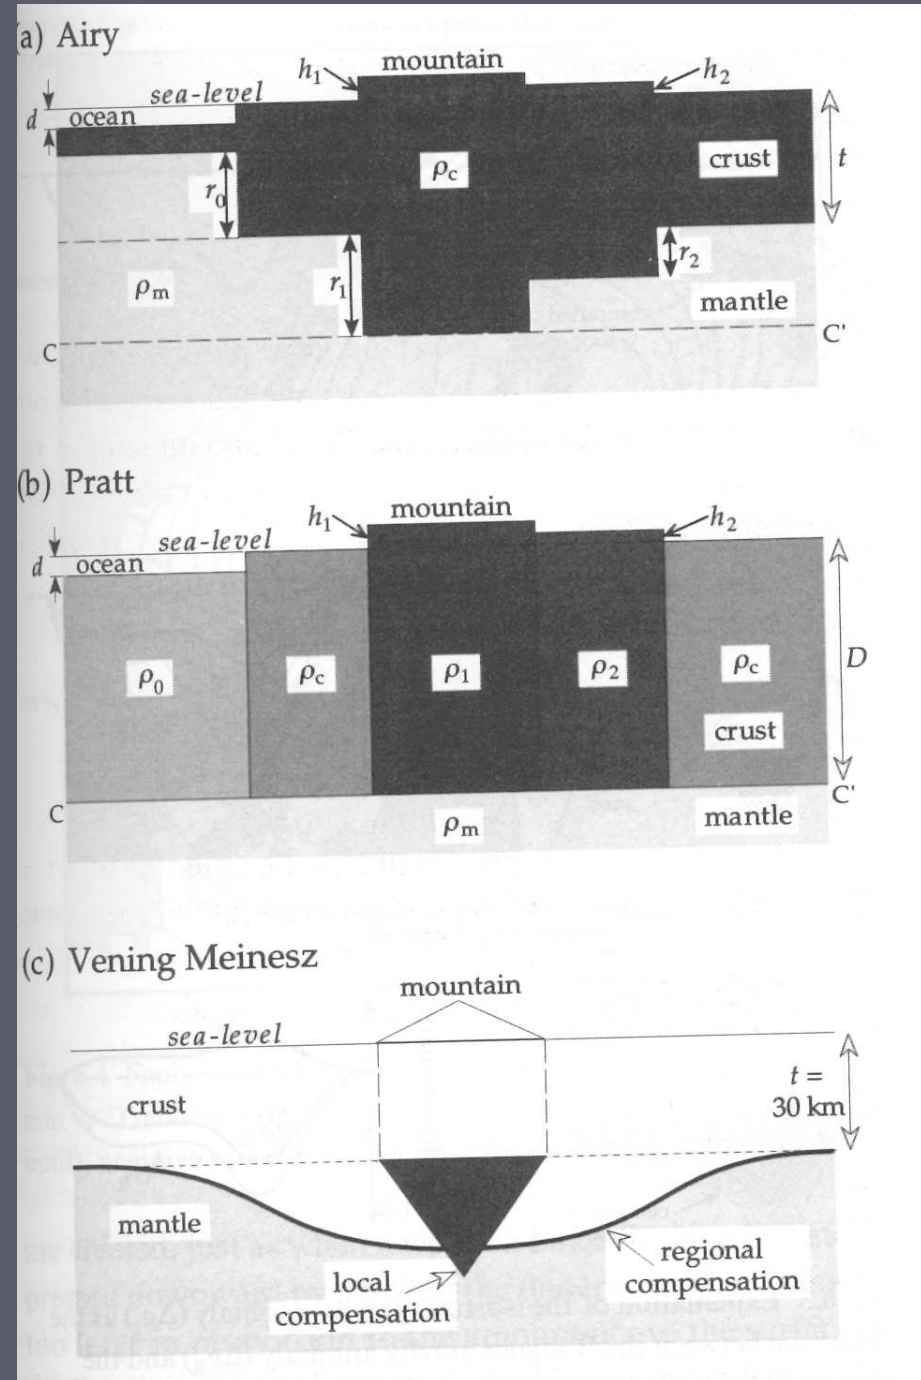 (a) Airy
mountain
h₁
h₂
sea-level
d
ocean
crust
t
ρc
r₀
r₁
r₂
ρm
mantle
C
C'
(b) Pratt
mountain
h₁
h₂
sea-level
d
ocean
ρ₀
ρc
ρ₁
ρ₂
ρc
D
crust
C
C'
ρm
mantle
(c) Vening Meinesz
mountain
sea-level
t =
30 km
crust
mantle
local
compensation
regional
compensation